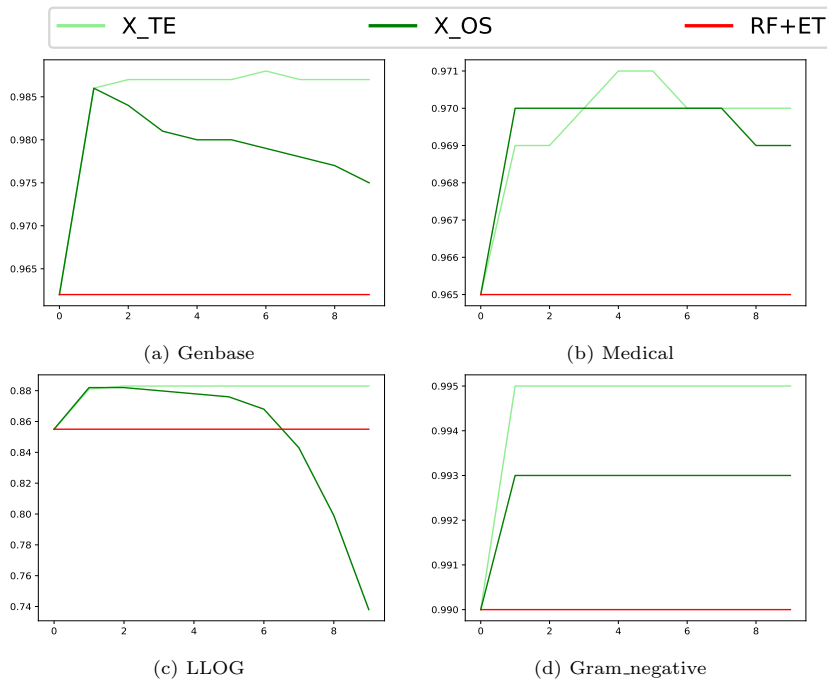 X_TE X_OS RF+ET
0.985
0.980
0.975
0.970
0.965
0 2 4 6 8
(a) Genbase
0.971
0.970
0.969
0.968
0.967
0.966
0.965
0 2 4 6 8
(b) Medical
0.88
0.86
0.84
0.82
0.80
0.78
0.76
0.74
0 2 4 6 8
(c) LLOG
0.995
0.994
0.993
0.992
0.991
0.990
0 2 4 6 8
(d) Gram_negative